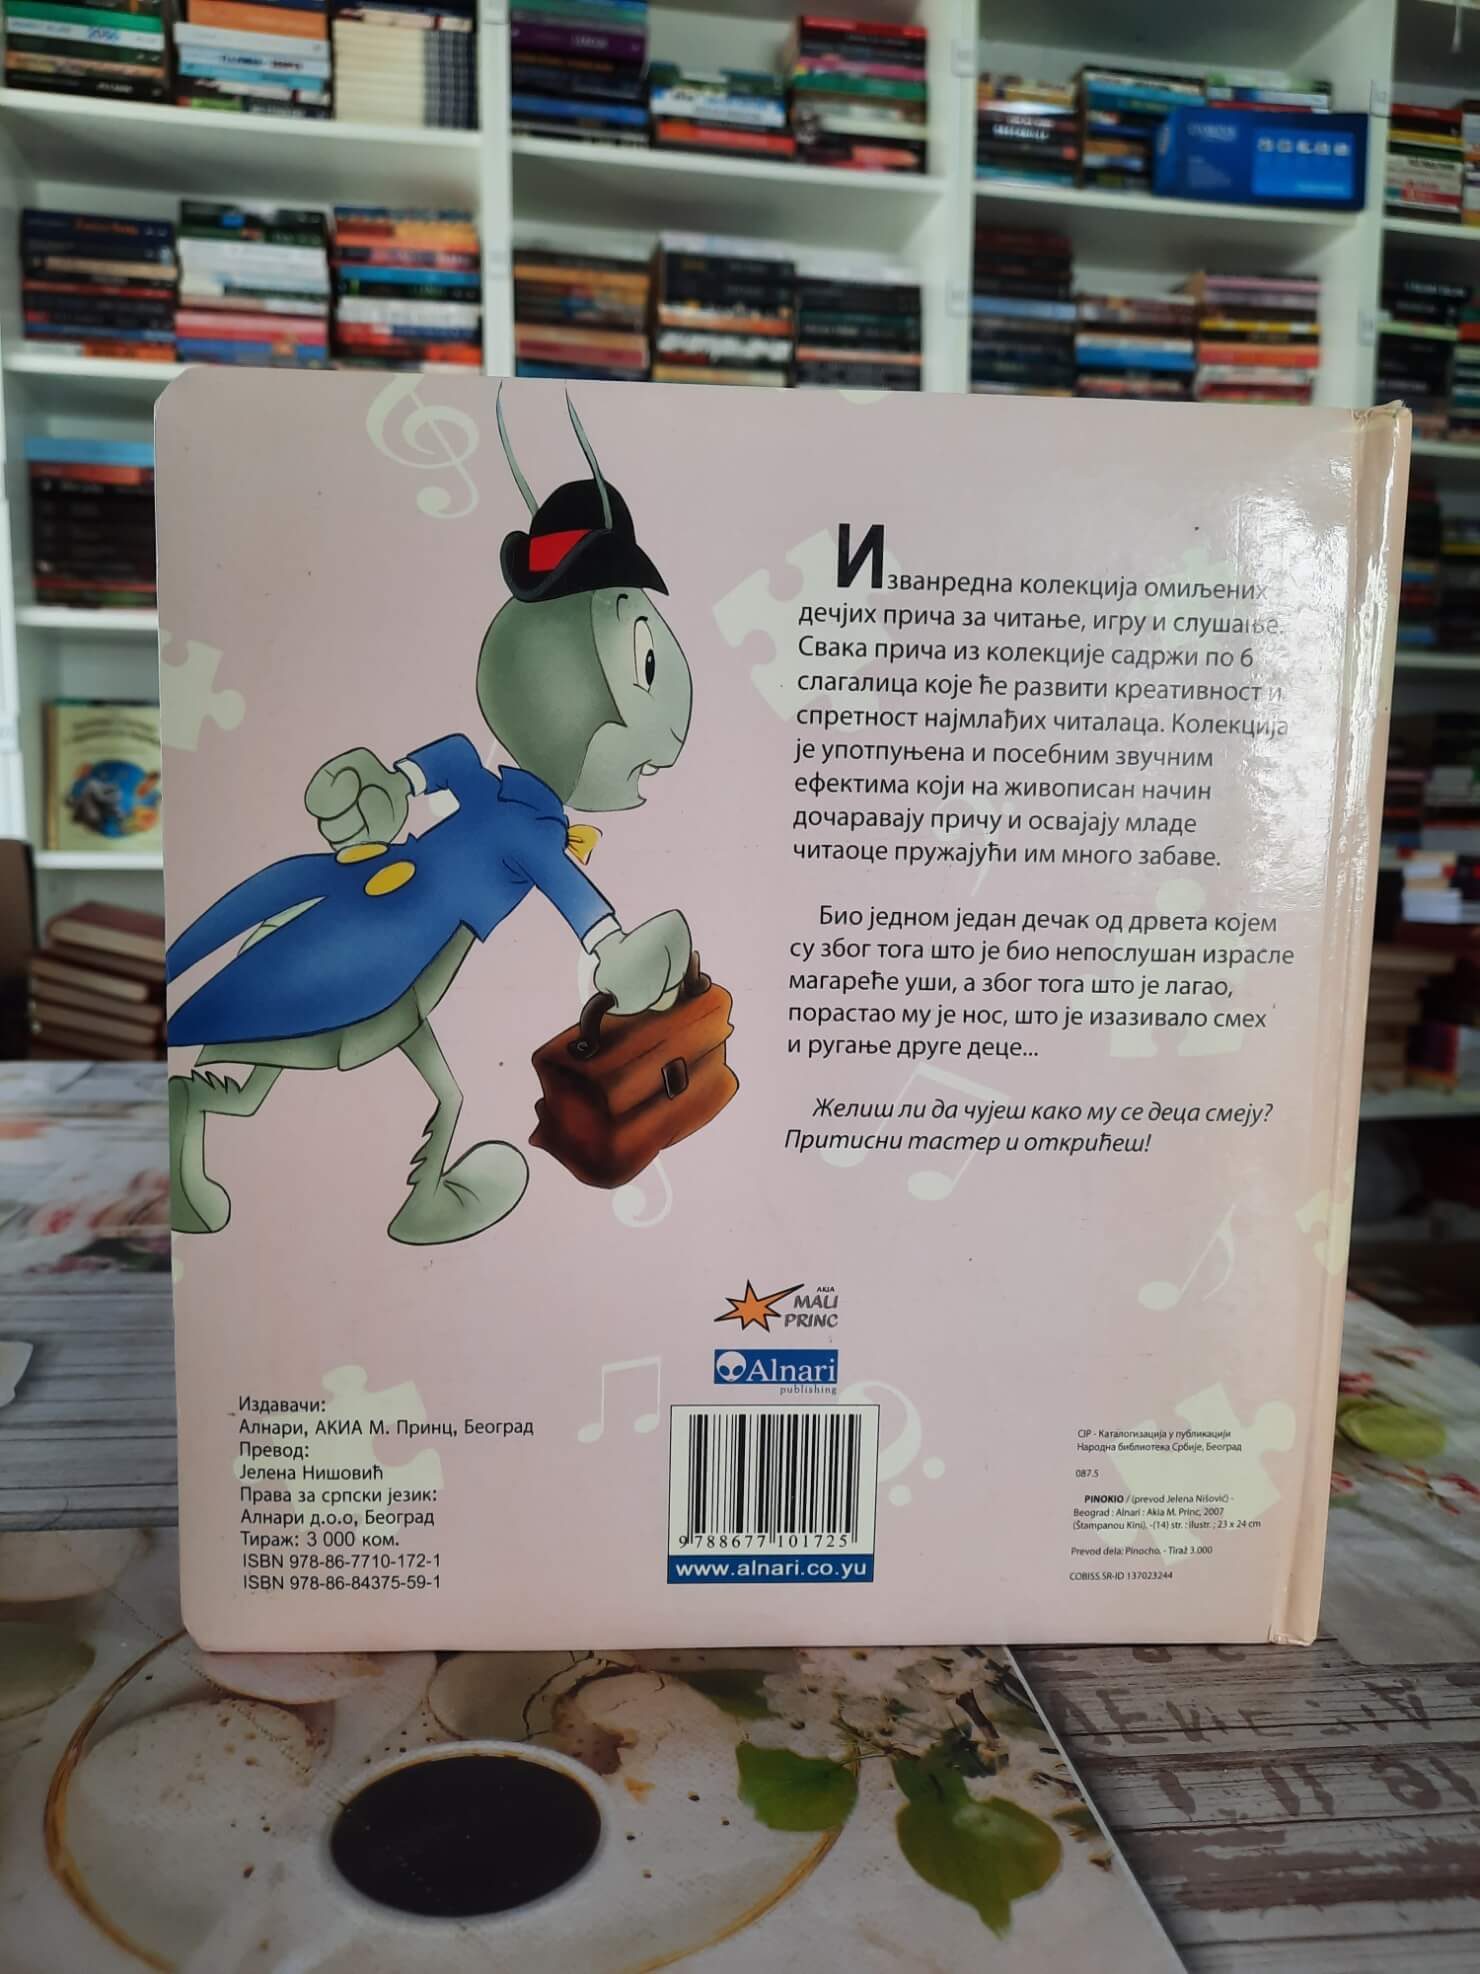 Изванредна колекција омиљених
дечјих прича за читање, игру и слушање.
Свака прича из колекције садржи по 6
слагалица које ће развити креативност и
спретност најмлађих читалаца. Колекција
је употпуњена и посебним звучним
ефектима који на живописан начин
дочаравају причу и освајају младе
читаоце пружајући им много забаве.
Био једном један дечак од дрвета којем
су због тога што је био непослушан израсле
магареће уши, а због тога што је лагао,
порастао му је нос, што је изазивало смех
и ругање друге деце...
Желиш ли да чујеш како му се деца смеју?
Притисни тастер и открићеш!
AKIA
MALI
PRINC
Alnari
publishing
Издавачи:
Алнари, АКИА М. Принц, Београд
Превод:
Јелена Нишовић
Права за српски језик:
Алнари д.о.о, Београд
Тираж: 3 000 ком.
ISBN 978-86-7710-172-1
ISBN 978-86-84375-59-1
9 788677 101725
www.alnari.co.yu
CIP - Каталогизација у публикацији
Народна библиотека Србије, Београд
087.5
PINOKIO / (prevod Jelena Nišović) -
Beograd : Alnari : Akia M. Princ, 2007
(Štampanou Kini), -(14) str. : ilustr. ; 23 x 24 cm
Prevod dela: Pinocho. - Tiraž 3.000
COBISS.SR-ID 137023244